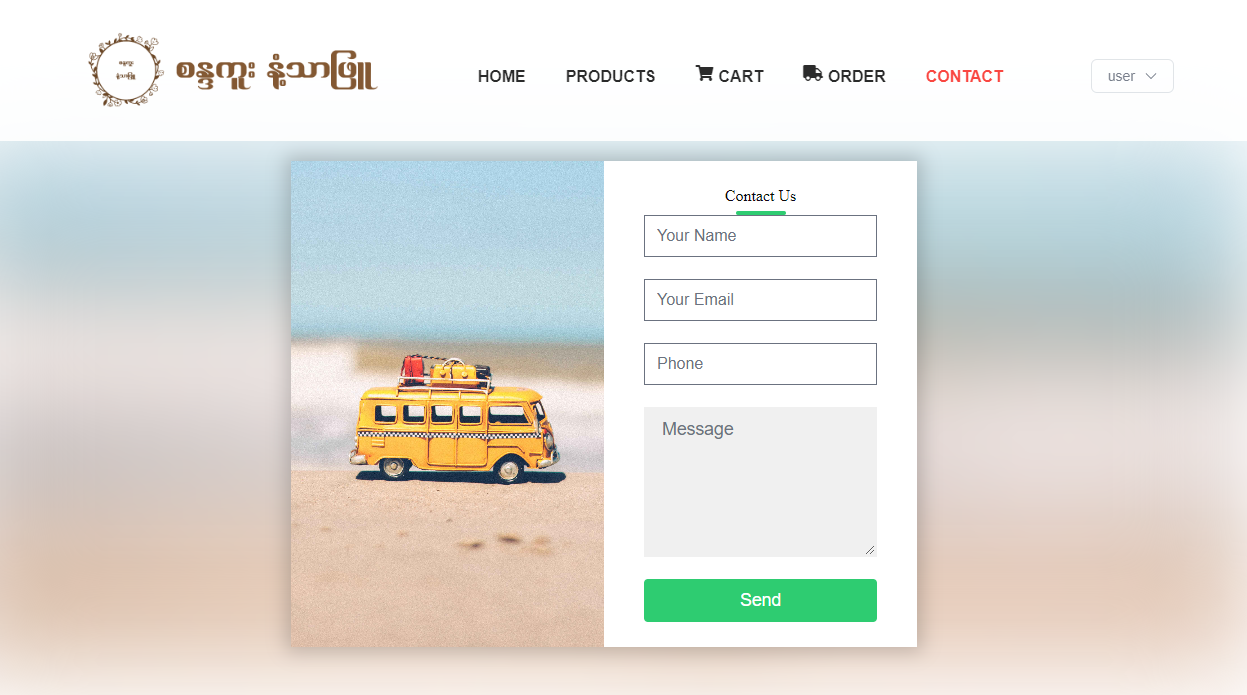 စန္ဒကူး နံ့သာဖြူ
HOME
PRODUCTS
CART
ORDER
CONTACT
user
Contact Us
Your Name
Your Email
Phone
Message
Send